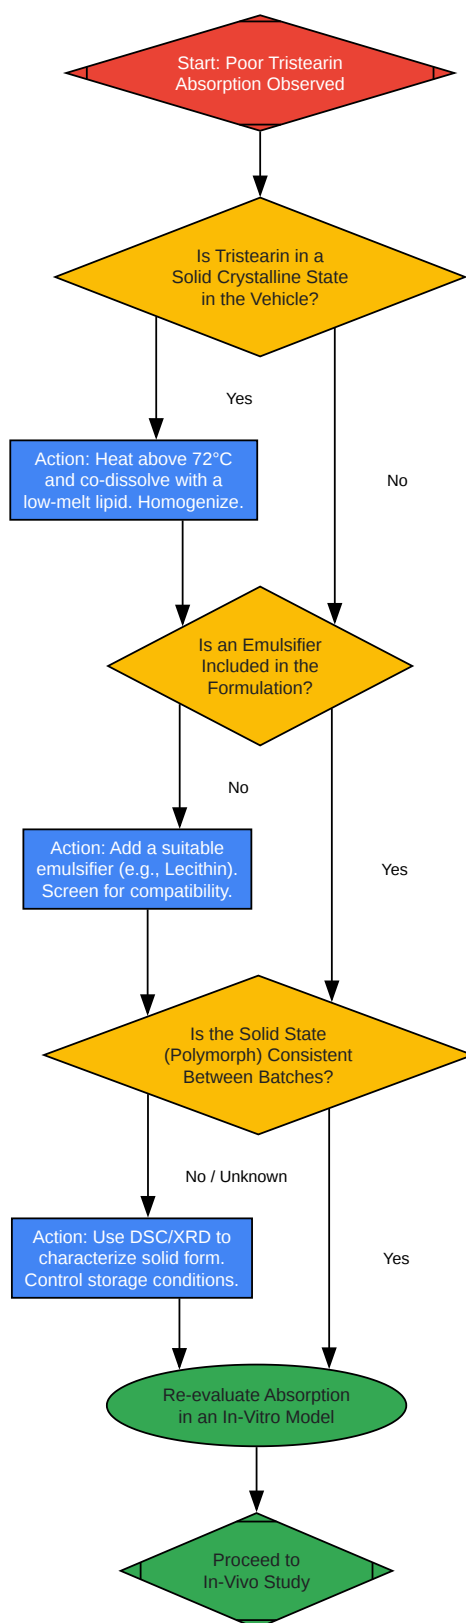 Start: Poor Tristearin
Absorption Observed
Is Tristearin in a
Solid Crystalline State
in the Vehicle?
Yes
Action: Heat above 72°C
and co-dissolve with a
low-melt lipid. Homogenize.
No
Is an Emulsifier
Included in the
Formulation?
No
Action: Add a suitable
emulsifier (e.g., Lecithin).
Screen for compatibility.
Yes
Is the Solid State
(Polymorph) Consistent
Between Batches?
No / Unknown
Action: Use DSC/XRD to
characterize solid form.
Control storage conditions.
Yes
Re-evaluate Absorption
in an In-Vitro Model
Proceed to
In-Vivo Study